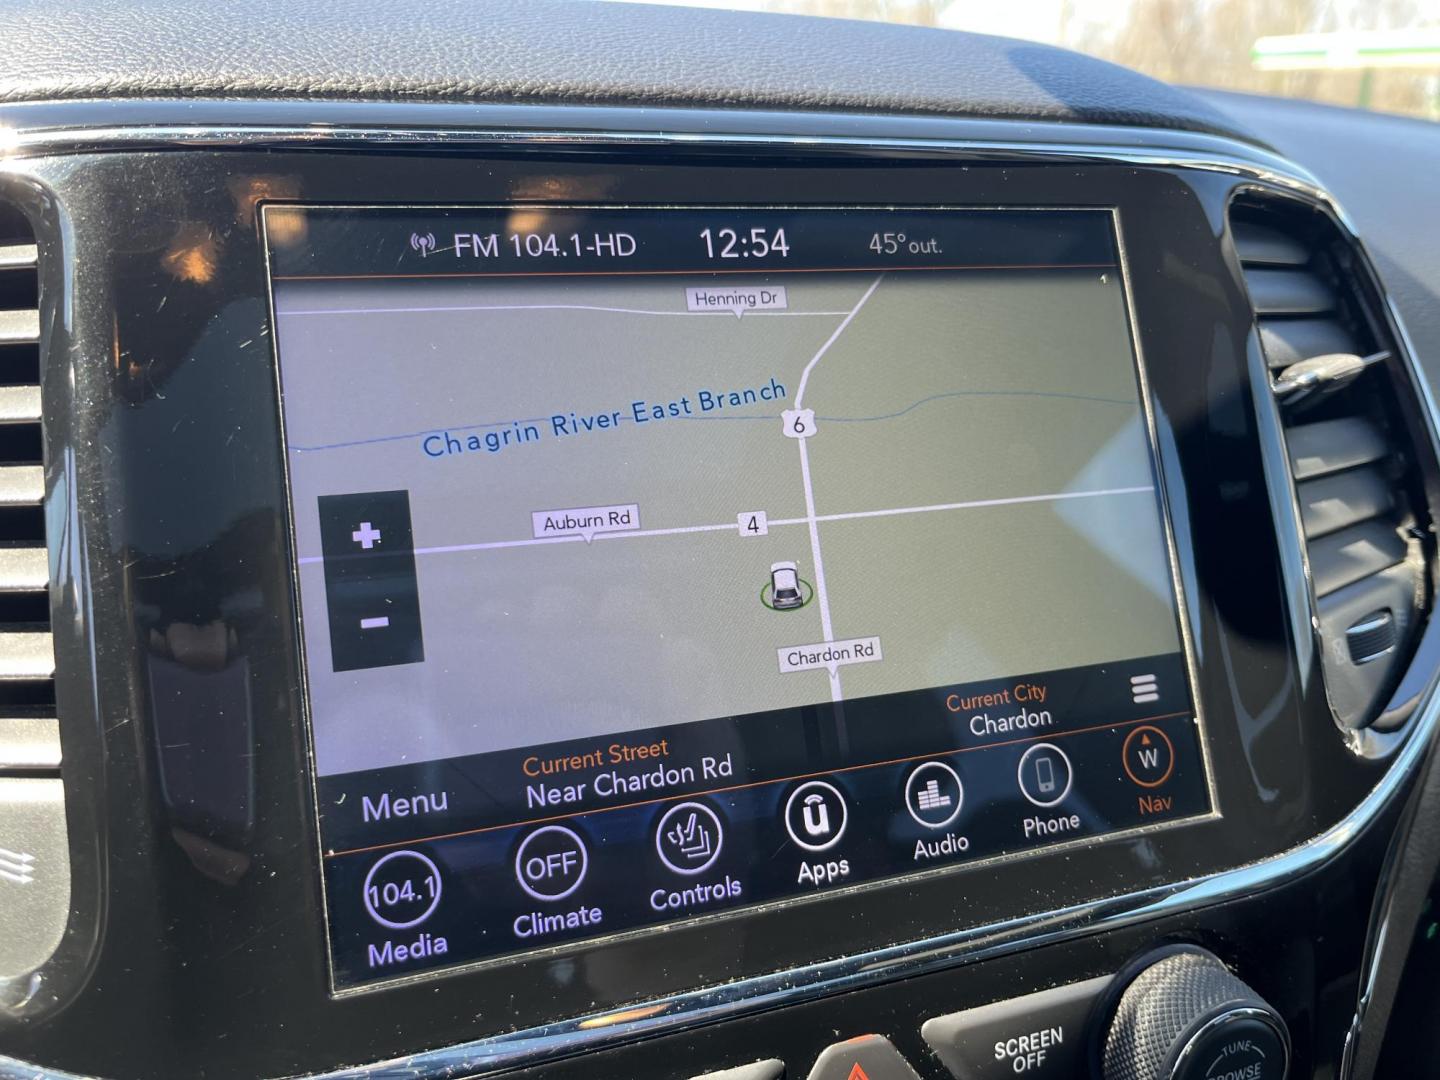 FM 104.1-HD 12:54 45° out.
Henning Dr
Chagrin River East Branch
6
+
Auburn Rd
4
-
Chardon Rd
Current City
Chardon
Current Street
Near Chardon Rd
Menu
104.1
Media
OFF
Climate
Controls
u
Apps
Audio
Phone
W
Nav
SCREEN
OFF
TUNE
BROWSE